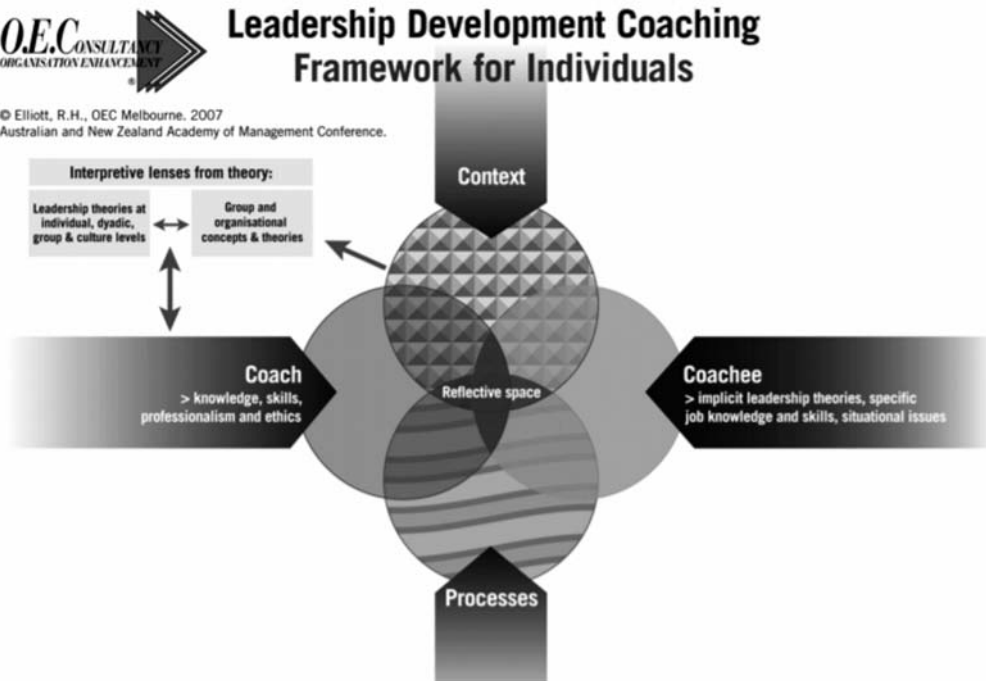 O.E.CONSULTANCY
ORGANISATION ENHANCEMENT
®
Leadership Development Coaching
Framework for Individuals
© Elliott, R.H., OEC Melbourne. 2007
Australian and New Zealand Academy of Management Conference.
Interpretive lenses from theory:
Leadership theories at
individual, dyadic,
group & culture levels
Group and
organisational
concepts & theories
Context
Coach
> knowledge, skills,
professionalism and ethics
Reflective space
Coachee
> implicit leadership theories, specific
job knowledge and skills, situational issues
Processes